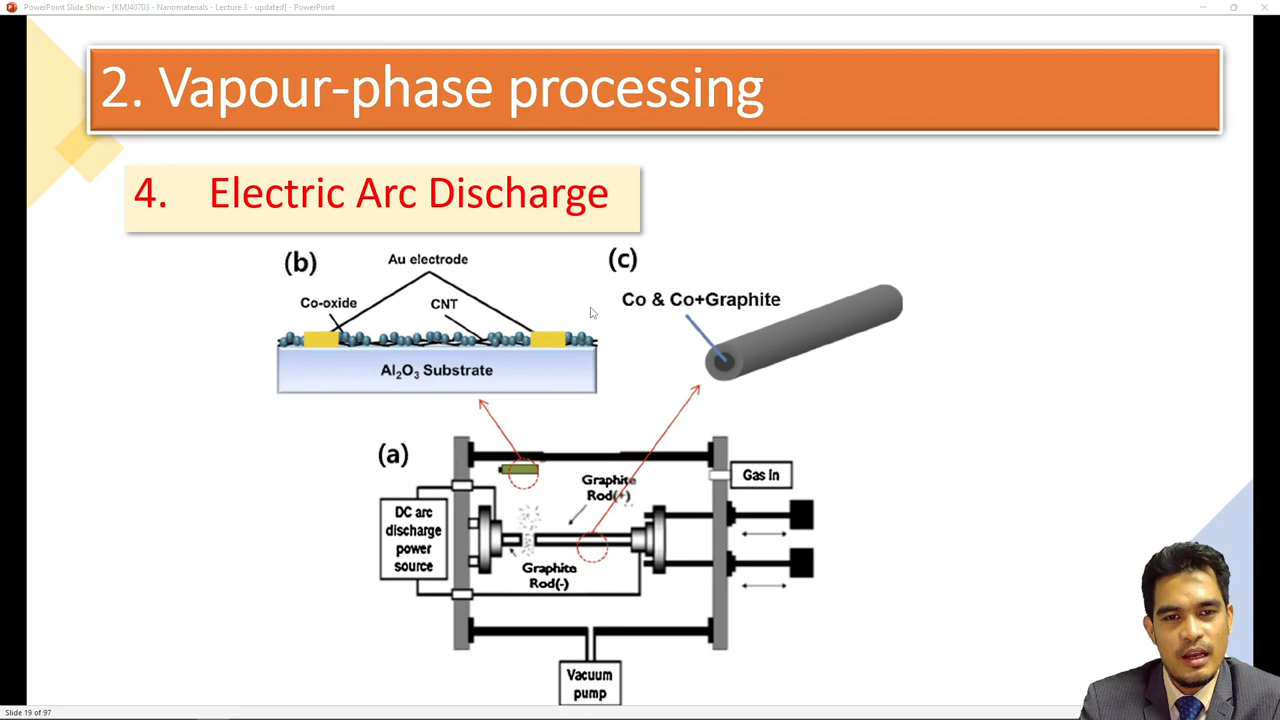 PowerPoint Slide Show - [KMJ40703 - Nanomaterials - Lecture 3 - updated] - PowerPoint
2. Vapour-phase processing
4. Electric Arc Discharge
(b)
Au electrode
Co-oxide
CNT
Al₂O₃ Substrate
(c)
Co & Co+Graphite
(a)
Gas in
Graphite
Rod(+)
DC arc
discharge
power
source
Graphite
Rod(-)
Vacuum
pump
Slide 19 of 97